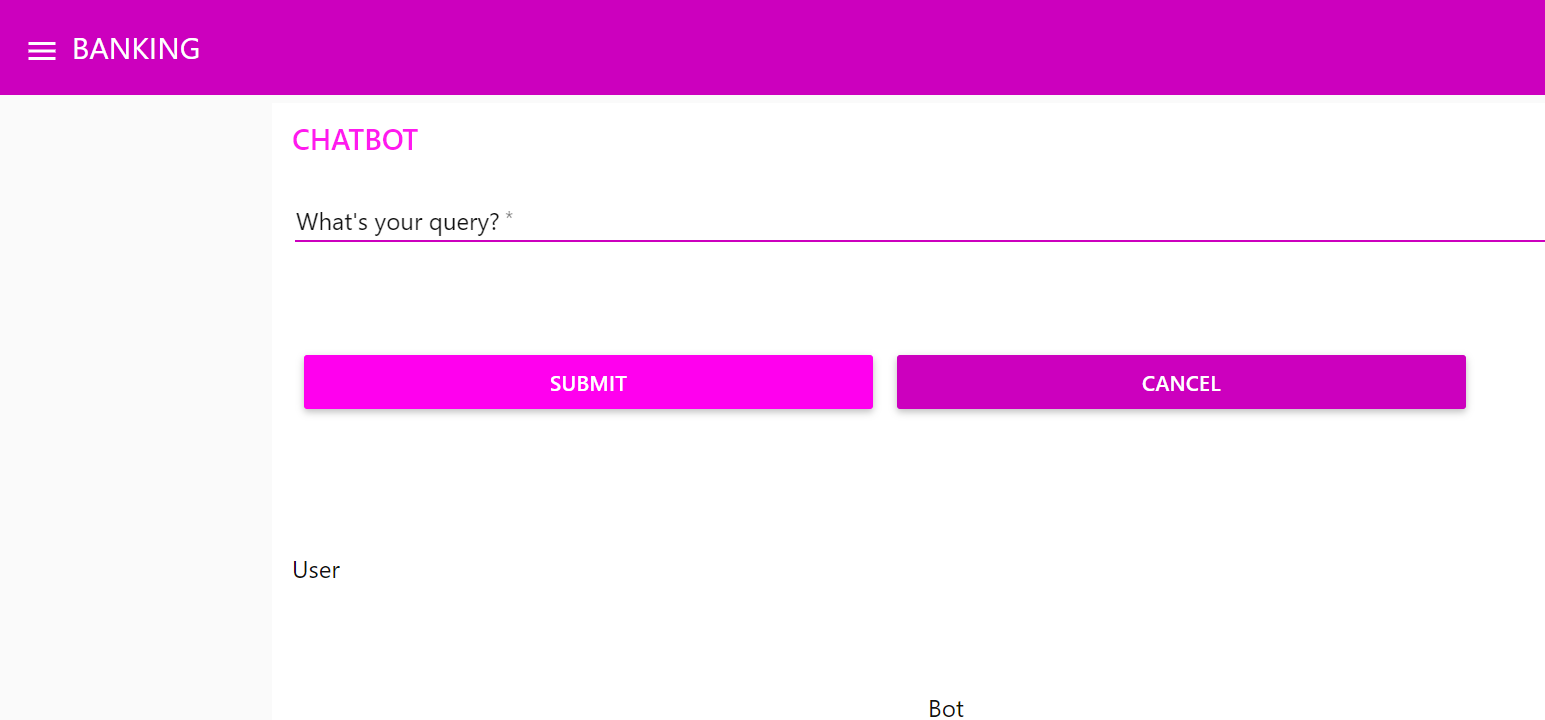 BANKING
CHATBOT
What's your query? *
SUBMIT
CANCEL
User
Bot